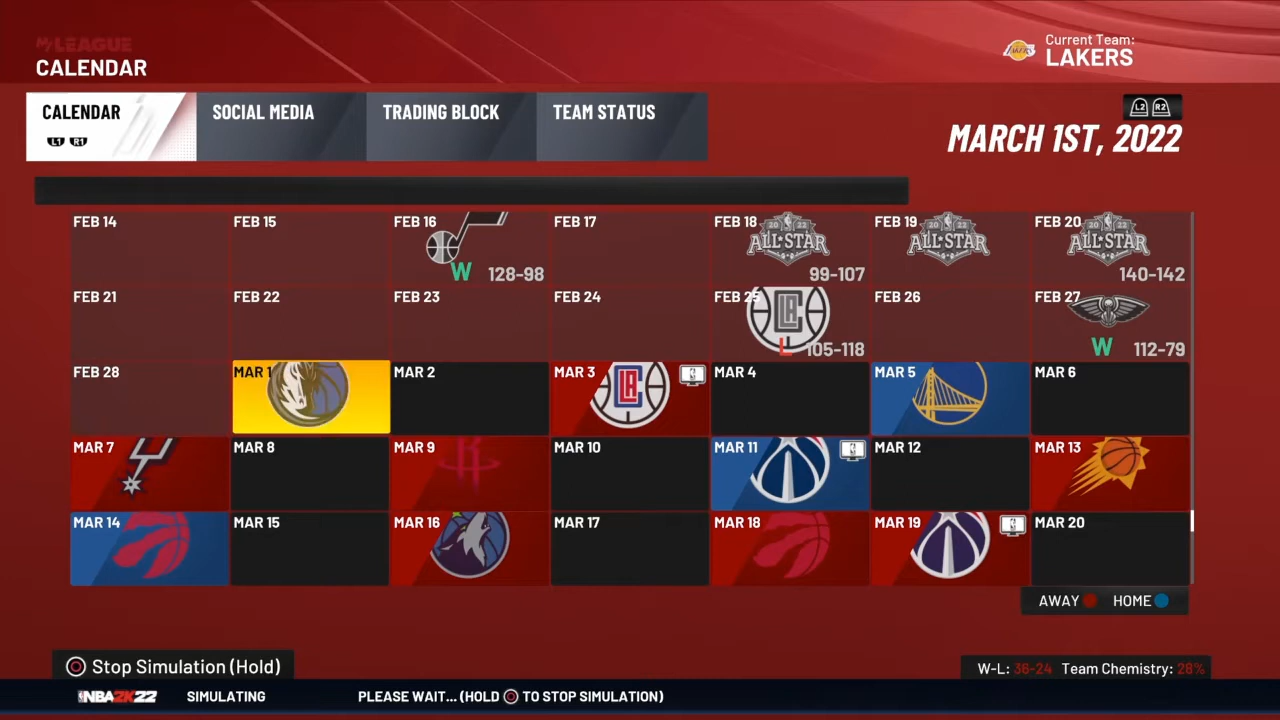 MyLEAGUE
CALENDAR
Current Team:
LAKERS
CALENDAR
L1 R1
SOCIAL MEDIA
TRADING BLOCK
TEAM STATUS
L2 R2
MARCH 1ST, 2022
FEB 14 FEB 15 FEB 16 FEB 17 FEB 18 FEB 19 FEB 20
ALL★STAR ALL★STAR ALL★STAR
W 128-98 99-107 140-142
FEB 21 FEB 22 FEB 23 FEB 24 FEB 25 FEB 26 FEB 27
L 105-118 W 112-79
FEB 28 MAR 1 MAR 2 MAR 3 MAR 4 MAR 5 MAR 6
MAR 7 MAR 8 MAR 9 MAR 10 MAR 11 MAR 12 MAR 13
MAR 14 MAR 15 MAR 16 MAR 17 MAR 18 MAR 19 MAR 20
AWAY HOME
Stop Simulation (Hold)
W-L: 36-24 Team Chemistry: 28%
NBA2K22 SIMULATING PLEASE WAIT... (HOLD TO STOP SIMULATION)